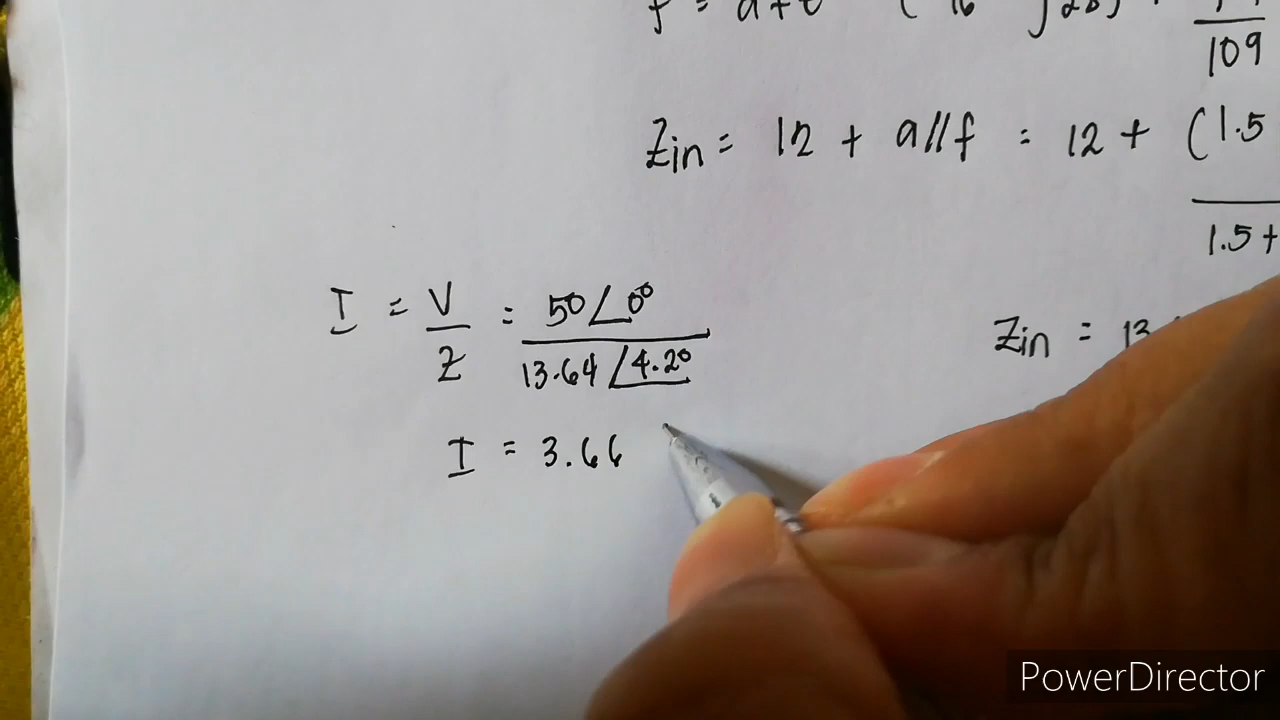 109
Zin = 12 + a//f = 12 + (1.5
1.5 +
I = V = 50∠0°
Z 13.64∠4.2°
Zin = 13.
I = 3.66
PowerDirector